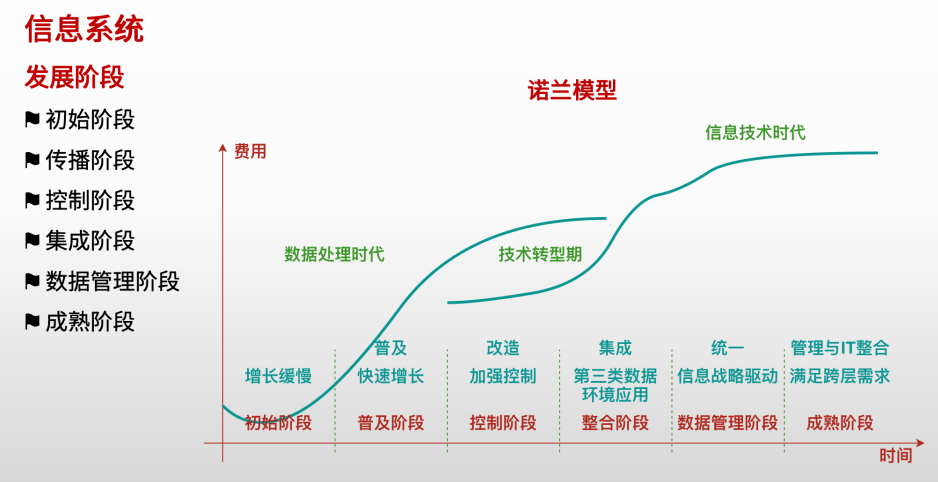 信息系统
发展阶段
初始阶段
传播阶段
控制阶段
集成阶段
数据管理阶段
成熟阶段
诺兰模型
信息技术时代
费用
数据处理时代
技术转型期
普及
改造
集成
统一
管理与IT整合
增长缓慢
快速增长
加强控制
第三类数据
环境应用
信息战略驱动
满足跨层需求
初始阶段
普及阶段
控制阶段
整合阶段
数据管理阶段
成熟阶段
时间